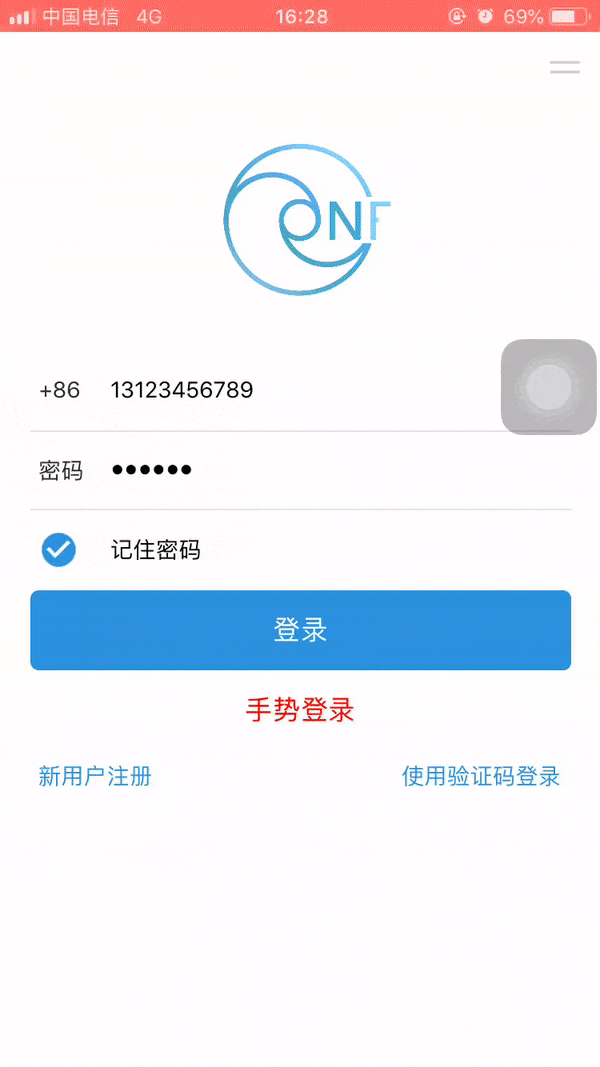 中国电信 4G 16:28 69%
ONF
+86 13123456789
密码 ••••••
记住密码
登录
手势登录
新用户注册 使用验证码登录